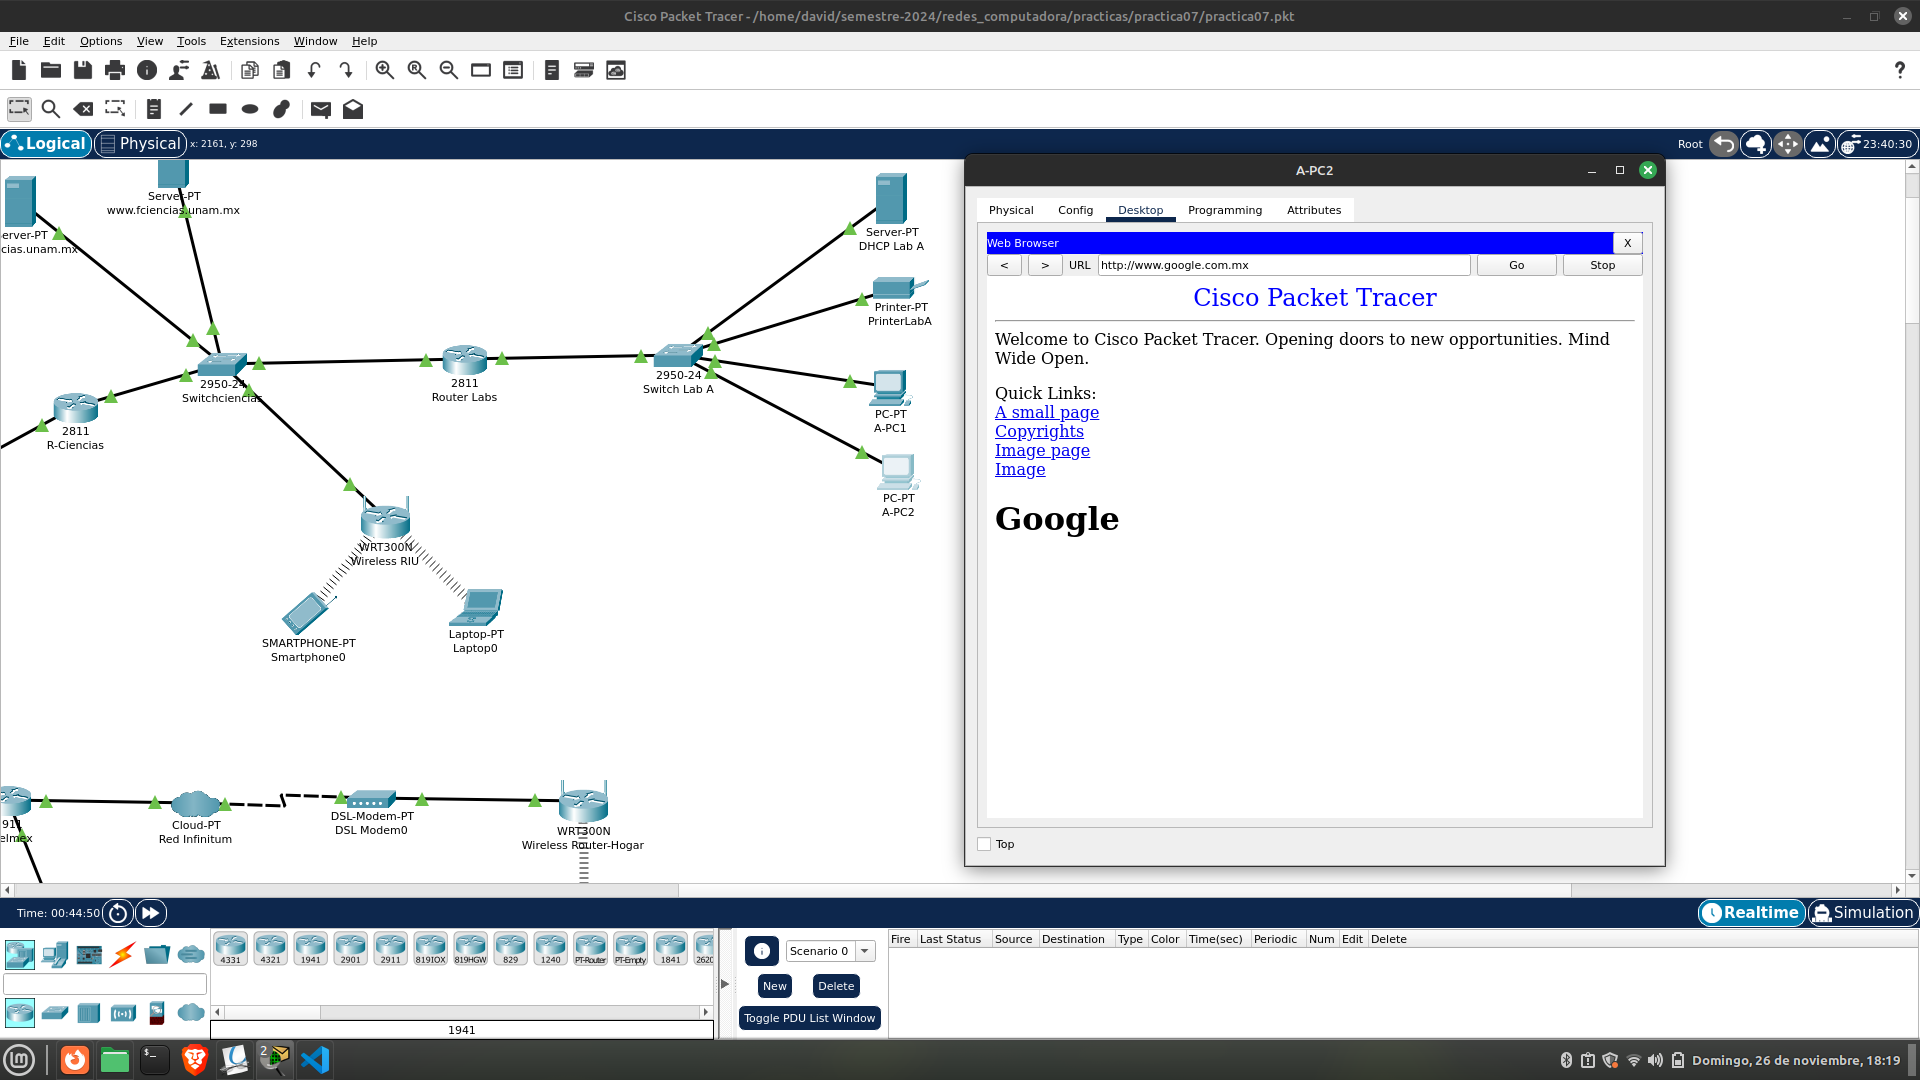 Cisco Packet Tracer - /home/david/semestre-2024/redes_computadora/practicas/practica07/practica07.pkt
File Edit Options View Tools Extensions Window Help
?
Logical Physical x: 2161, y: 298 Root 23:40:30
Server-PT
www.fciencias.unam.mx
erver-PT
cias.unam.mx
2950-24
Switchciencias
2811
R-Ciencias
2811
Router Labs
2950-24
Switch Lab A
Server-PT
DHCP Lab A
Printer-PT
PrinterLabA
PC-PT
A-PC1
PC-PT
A-PC2
WRT300N
Wireless RIU
SMARTPHONE-PT
Smartphone0
Laptop-PT
Laptop0
911
elmex
Cloud-PT
Red Infinitum
DSL-Modem-PT
DSL Modem0
WRT300N
Wireless Router-Hogar
A-PC2
Physical Config Desktop Programming Attributes
Web Browser X
< > URL http://www.google.com.mx Go Stop
Cisco Packet Tracer
Welcome to Cisco Packet Tracer. Opening doors to new opportunities. Mind
Wide Open.
Quick Links:
A small page
Copyrights
Image page
Image
Google
Top
Time: 00:44:50 Realtime Simulation
4331 4321 1941 2901 2911 819IOX 819HGW 829 1240 PT-Router PT-Empty 1841 2620
1941
Scenario 0
New Delete
Toggle PDU List Window
Fire Last Status Source Destination Type Color Time(sec) Periodic Num Edit Delete
2
Domingo, 26 de noviembre, 18:19